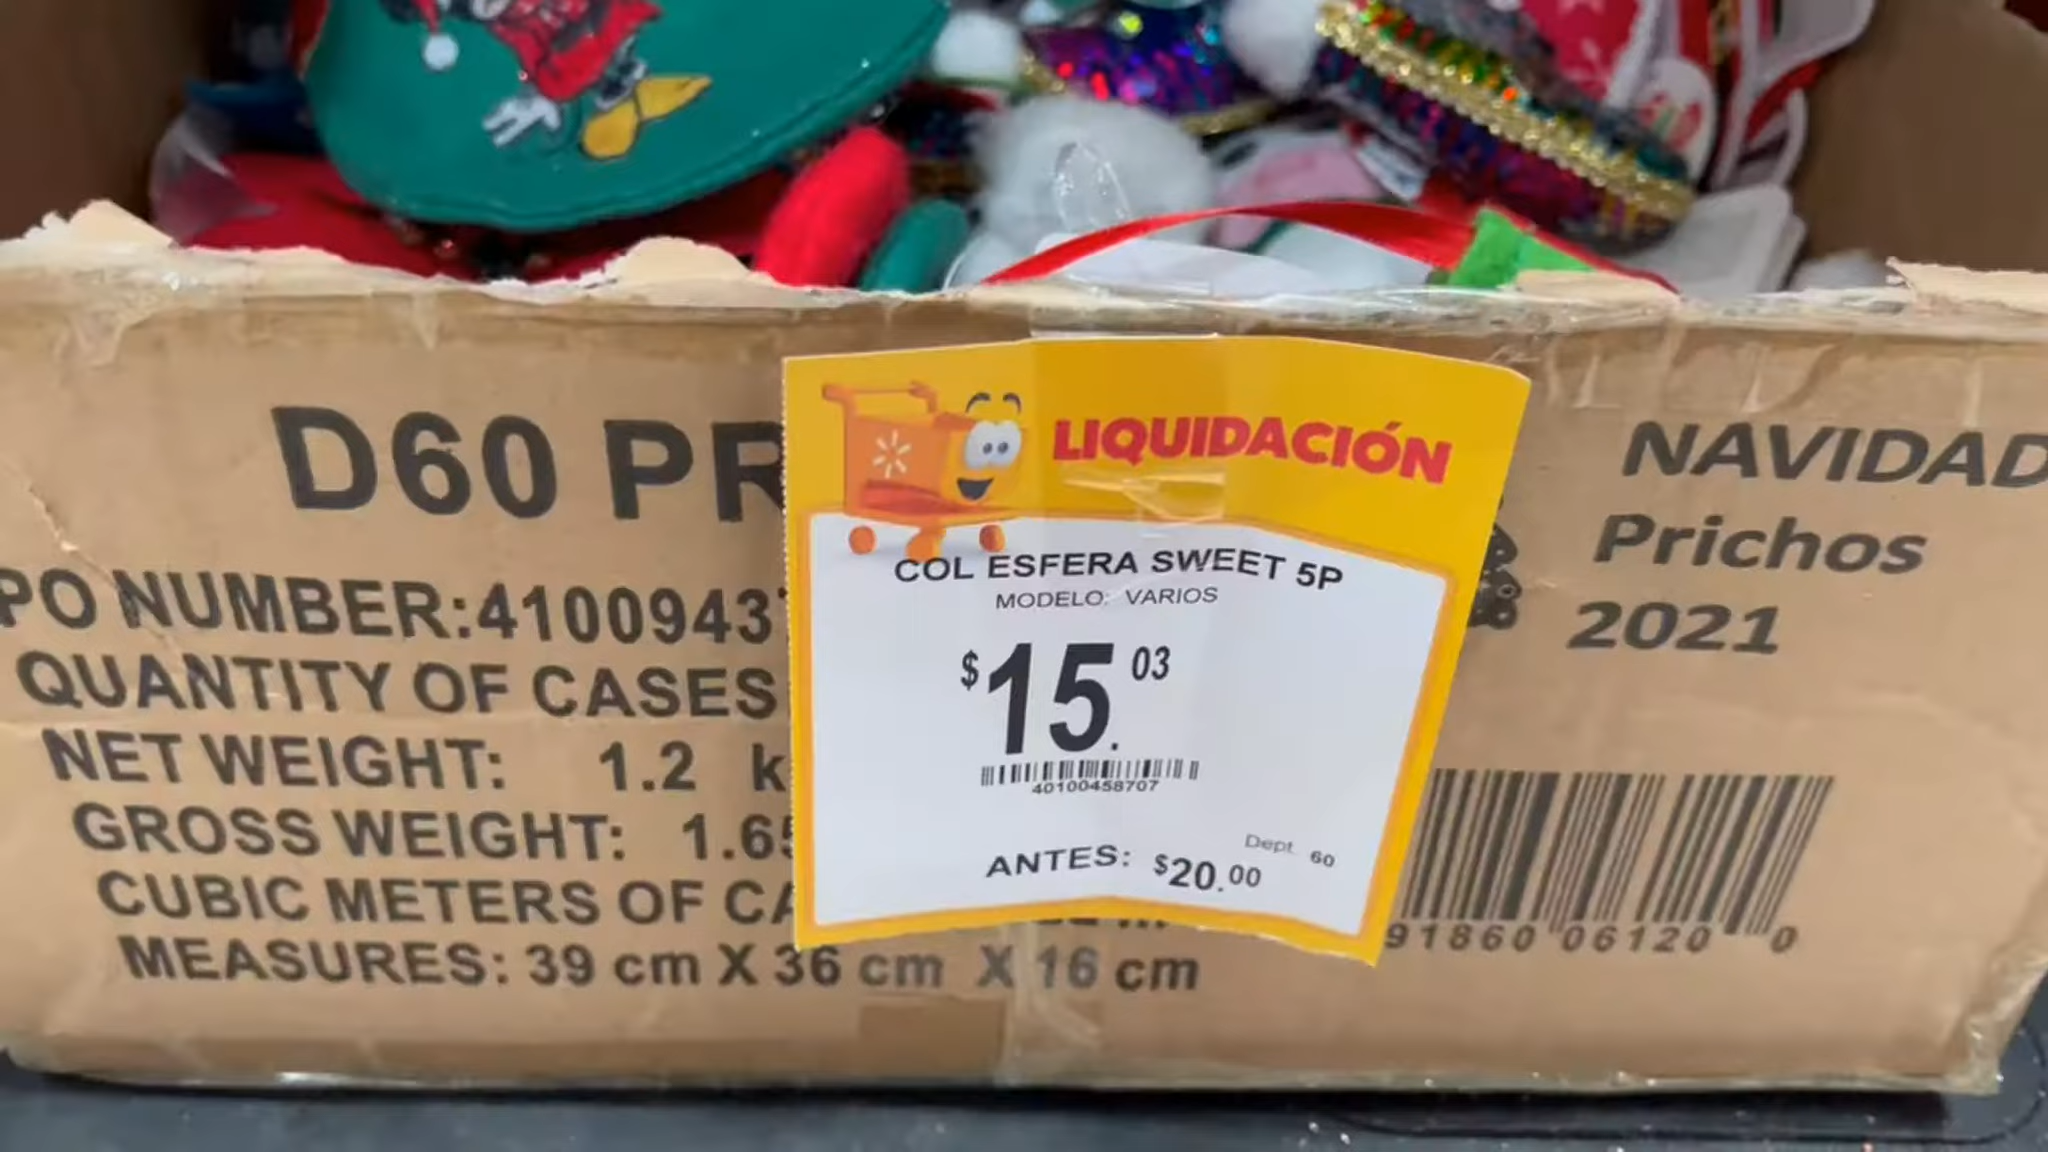 D60 PR
PO NUMBER:41009437
QUANTITY OF CASES
NET WEIGHT: 1.2 k
GROSS WEIGHT: 1.65
CUBIC METERS OF CA
MEASURES: 39 cm X 36 cm X 16 cm
LIQUIDACIÓN
COL ESFERA SWEET 5P
MODELO: VARIOS
$15.03
40100458707
Dept. 60
ANTES: $20.00
NAVIDAD
Prichos
2021
91860 06120 0